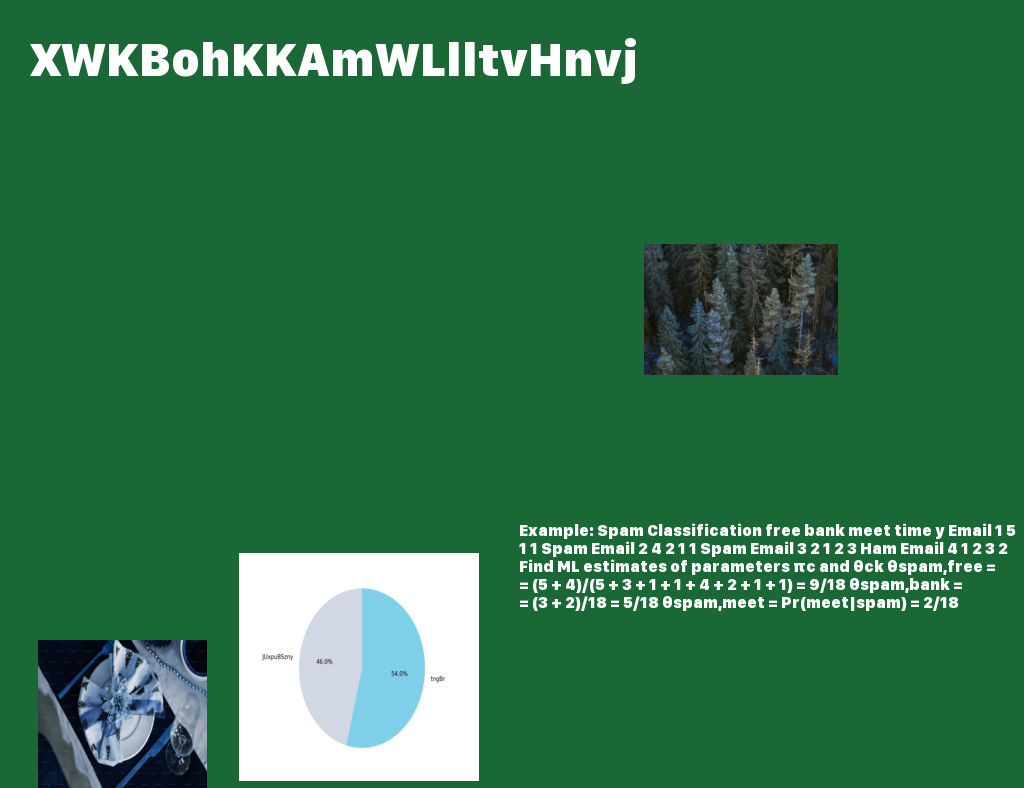 XWKBohKKAmWLlltvHnvj
Example: Spam Classification free bank meet time y Email 1 5
1 1 Spam Email 2 4 2 1 1 Spam Email 3 2 1 2 3 Ham Email 4 1 2 3 2
Find ML estimates of parameters πc and θck θspam,free =
= (5 + 4)/(5 + 3 + 1 + 1 + 4 + 2 + 1 + 1) = 9/18 θspam,bank =
= (3 + 2)/18 = 5/18 θspam,meet = Pr(meet|spam) = 2/18
JUxpuBSzny
46.0%
54.0%
tngBr